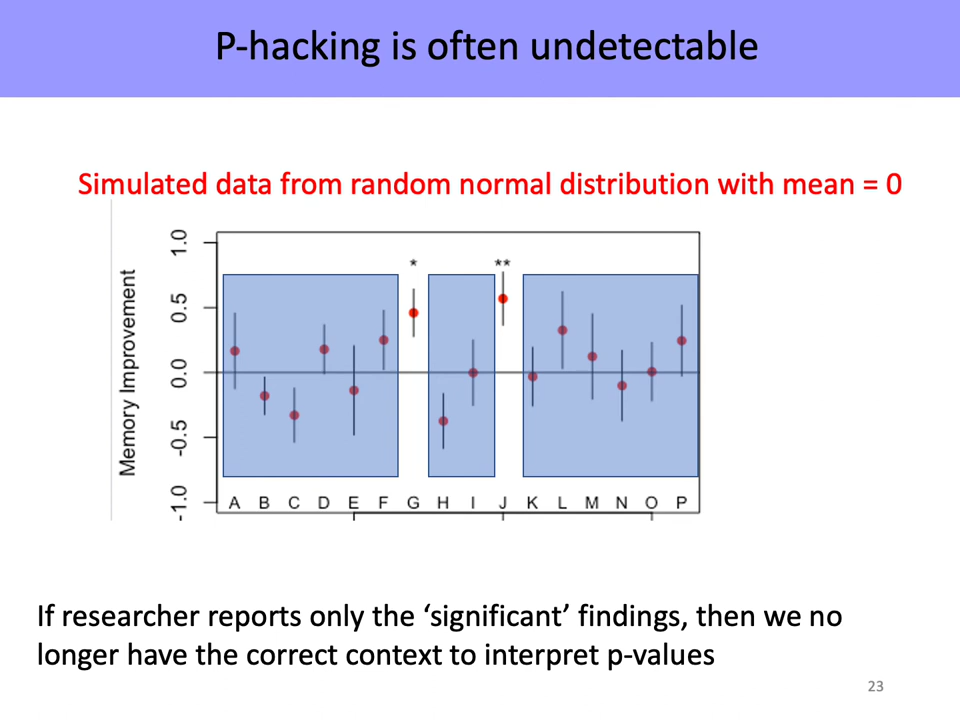 P-hacking is often undetectable
Simulated data from random normal distribution with mean = 0
Memory Improvement
1.0
0.5
0.0
-0.5
-1.0
* **
A B C D E F G H I J K L M N O P
If researcher reports only the ‘significant’ findings, then we no
longer have the correct context to interpret p-values
23